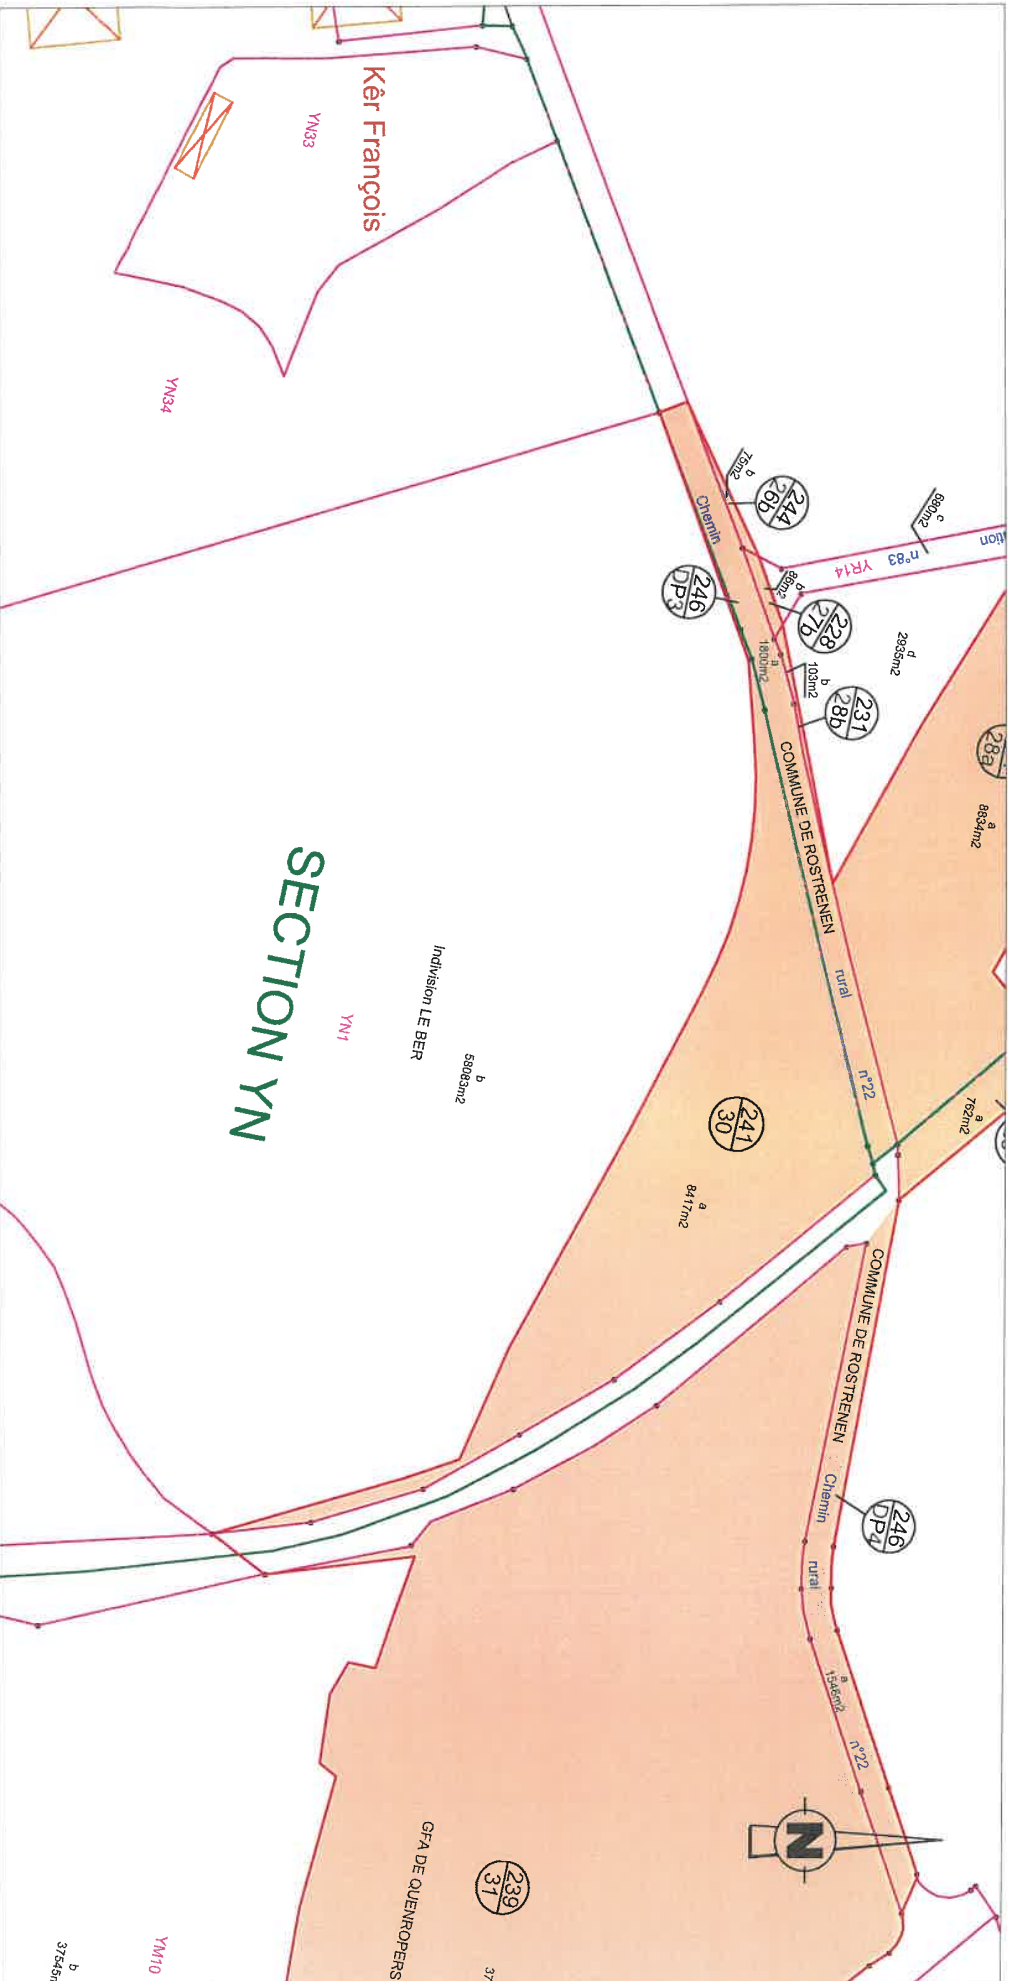 Kêr François
YN33
YN34
b
75m2
244
26b
Chemin
246
DP3
c
680m2
n°83
YR14
b
86m2
228
27b
a
1800m2
b
103m2
231
28b
d
2935m2
28a
a
8834m2
COMMUNE DE ROSTRENEN
rural
n°22
a
762m2
SECTION YN
YN1
Indivision LE BER
b
58083m2
241
30
a
8417m2
COMMUNE DE ROSTRENEN
Chemin
246
DP4
rural
a
1546m2
n°22
N
GFA DE QUENROPERS
239
31
YM10
b